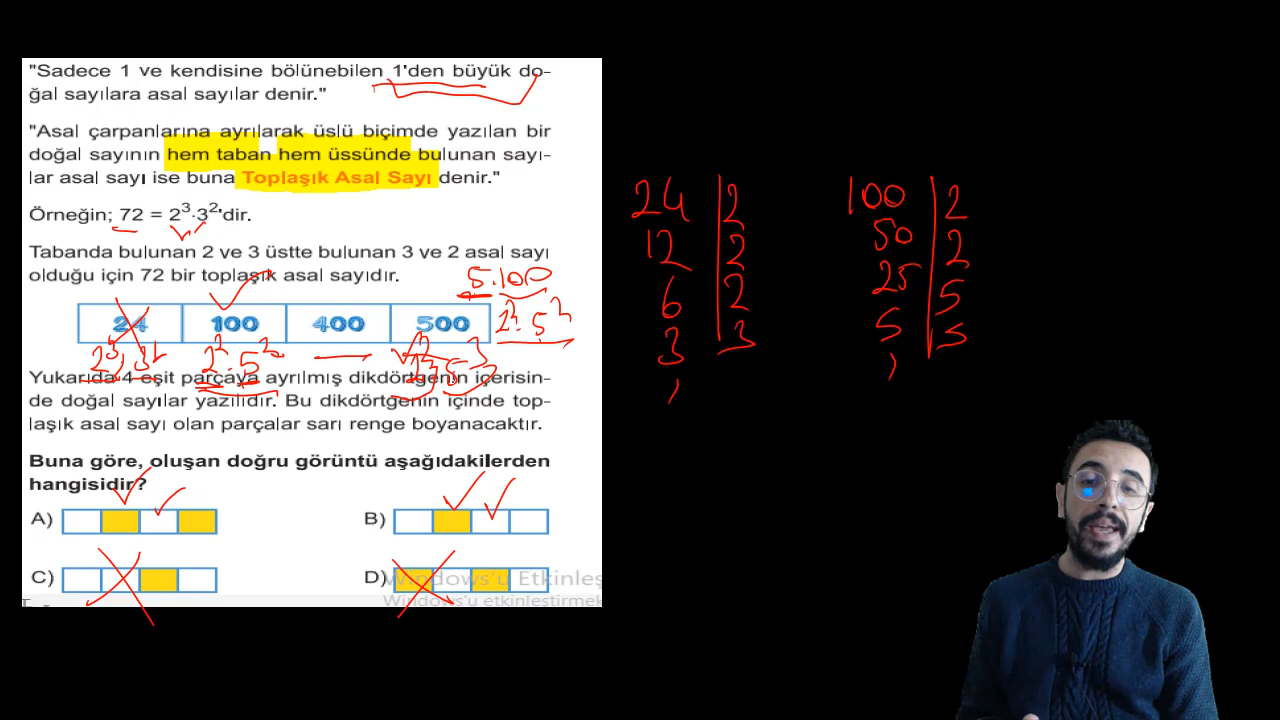 "Sadece 1 ve kendisine bölünebilen 1'den büyük do-
ğal sayılara asal sayılar denir."
"Asal çarpanlarına ayrılarak üslü biçimde yazılan bir
doğal sayının hem taban hem üssünde bulunan sayı-
lar asal sayı ise buna Toplaşık Asal Sayı denir."
Örneğin; 72 = 2³·3²'dir.
Tabanda bulunan 2 ve 3 üstte bulunan 3 ve 2 asal sayı
olduğu için 72 bir toplaşık asal sayıdır.
5.100
24 100 400 500
2² . 5²
2³ . 3¹ 2² . 5² 2² 5³
Yukarıda 4 eşit parçaya ayrılmış dikdörtgenin içerisin-
de doğal sayılar yazılıdır. Bu dikdörtgenin içinde top-
laşık asal sayı olan parçalar sarı renge boyanacaktır.
Buna göre, oluşan doğru görüntü aşağıdakilerden
hangisidir?
A) B)
C) D)
Windows'u Etkinleş
Windows'u etkinleştirmek
24 2
12 2
6 2
3 3
1
100 2
50 2
25 5
5 5
1